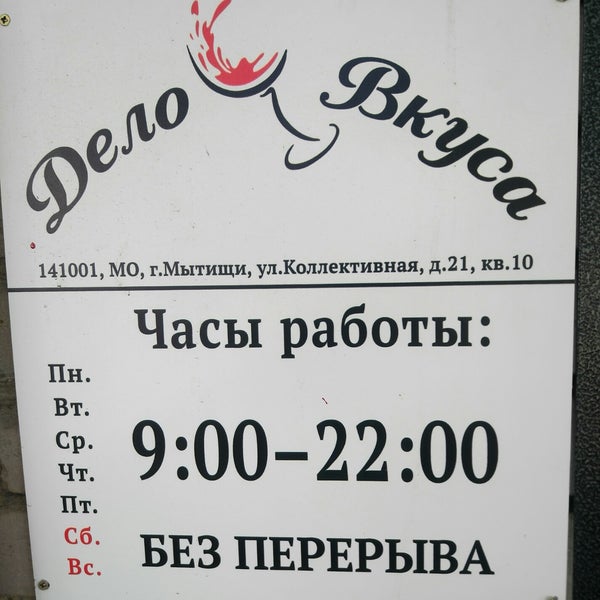 Дело Вкуса
141001, МО, г.Мытищи, ул.Коллективная, д.21, кв.10
Часы работы:
Пн.
Вт.
Ср.
Чт.
Пт.
Сб.
Вс.
9:00–22:00
БЕЗ ПЕРЕРЫВА